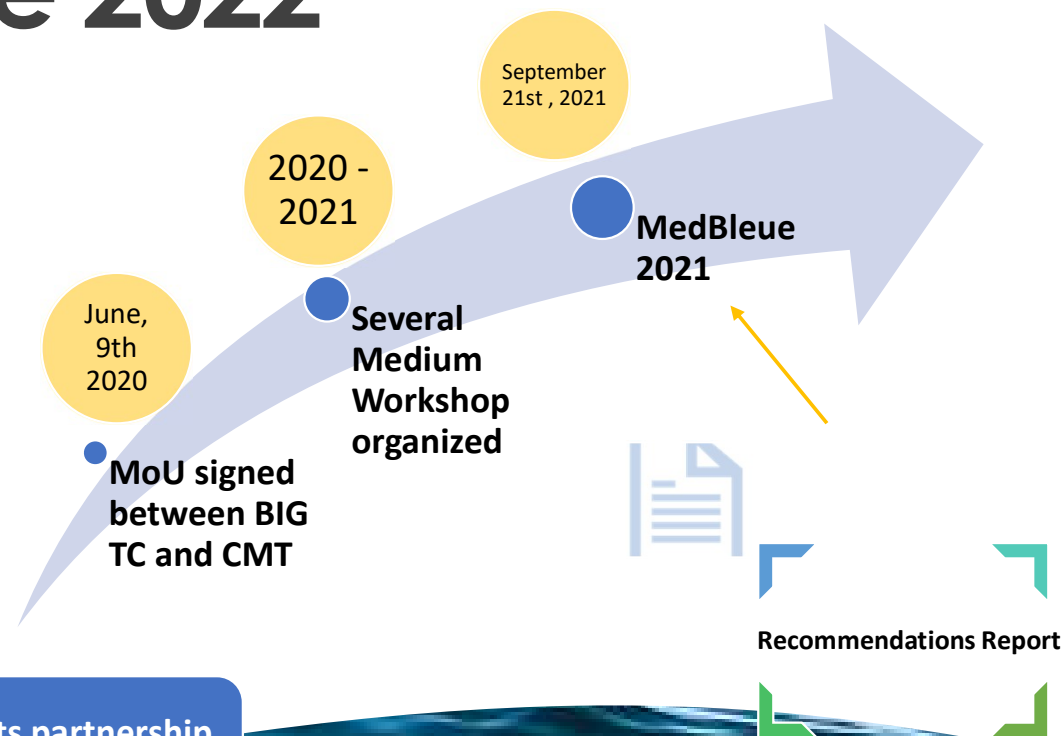 e 2022
September
21st , 2021
2020 -
2021
MedBleue
2021
June,
9th
2020
Several
Medium
Workshop
organized
MoU signed
between BIG
TC and CMT
Recommendations Report
ts partnership